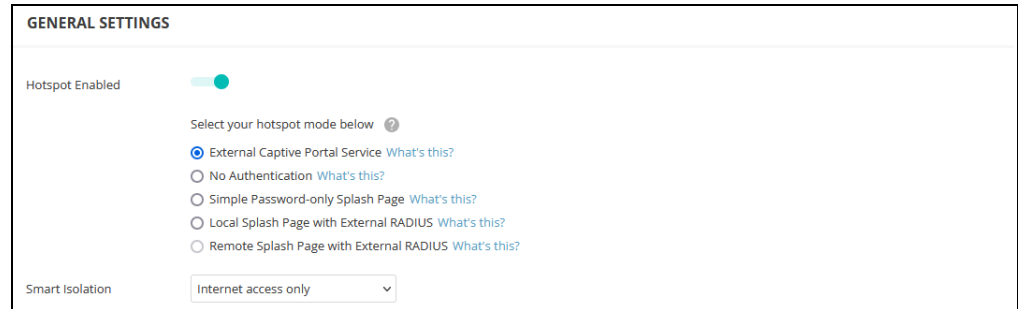 GENERAL SETTINGS
Hotspot Enabled
Select your hotspot mode below ?
External Captive Portal Service What's this?
No Authentication What's this?
Simple Password-only Splash Page What's this?
Local Splash Page with External RADIUS What's this?
Remote Splash Page with External RADIUS What's this?
Smart Isolation Internet access only